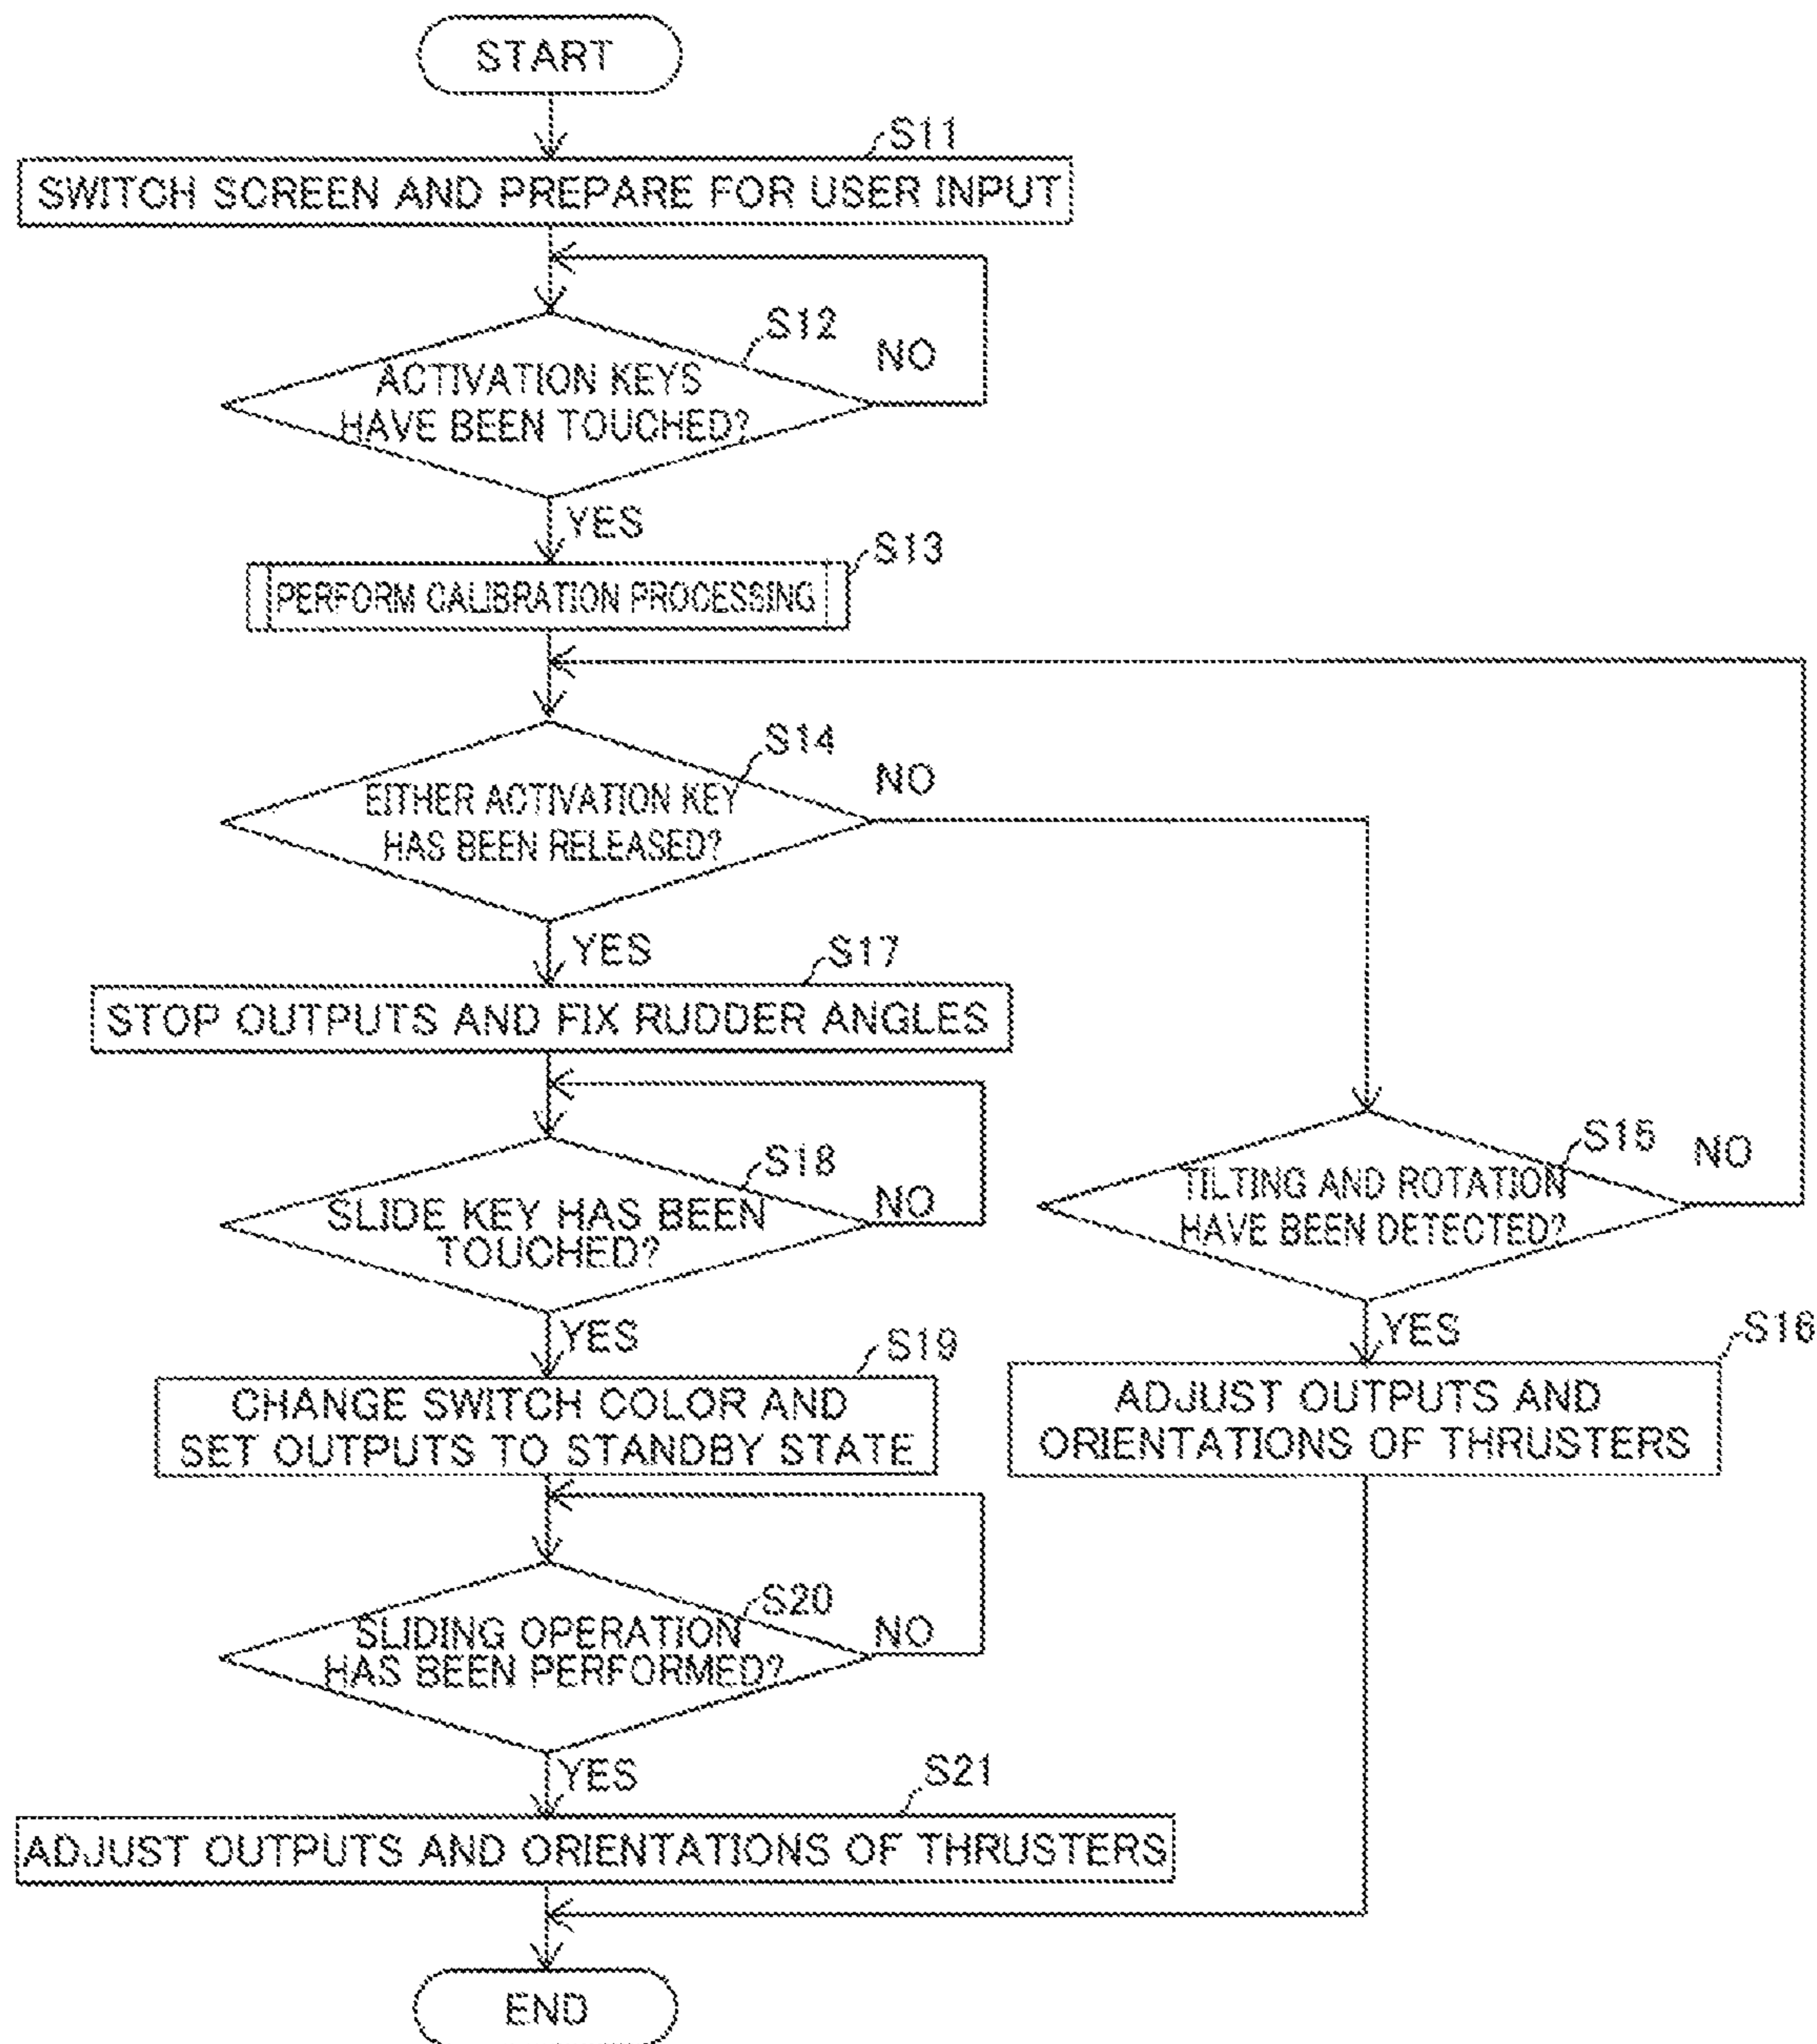 START
S11
SWITCH SCREEN AND PREPARE FOR USER INPUT
S12
NO
ACTIVATION KEYS
HAVE BEEN TOUCHED?
YES
S13
PERFORM CALIBRATION PROCESSING
S14
NO
EITHER ACTIVATION KEY
HAS BEEN RELEASED?
YES
S17
STOP OUTPUTS AND FIX RUDDER ANGLES
S18
NO
SLIDE KEY HAS BEEN
TOUCHED?
S15
NO
TILTING AND ROTATION
HAVE BEEN DETECTED?
YES
S19
CHANGE SWITCH COLOR AND
SET OUTPUTS TO STANDBY STATE
YES
S16
ADJUST OUTPUTS AND
ORIENTATIONS OF THRUSTERS
S20
NO
SLIDING OPERATION
HAS BEEN PERFORMED?
YES
S21
ADJUST OUTPUTS AND ORIENTATIONS OF THRUSTERS
END